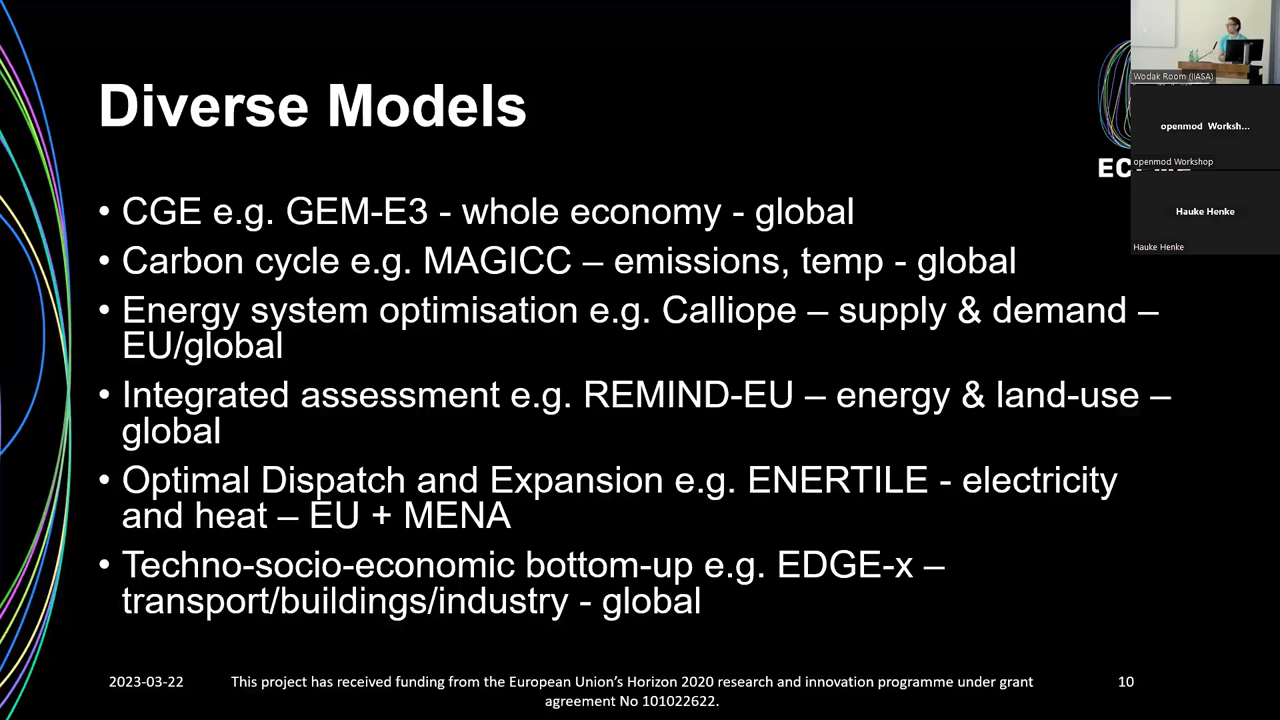 Diverse Models
• CGE e.g. GEM-E3 - whole economy - global
• Carbon cycle e.g. MAGICC – emissions, temp - global
• Energy system optimisation e.g. Calliope – supply & demand –
EU/global
• Integrated assessment e.g. REMIND-EU – energy & land-use –
global
• Optimal Dispatch and Expansion e.g. ENERTILE - electricity
and heat – EU + MENA
• Techno-socio-economic bottom-up e.g. EDGE-x –
transport/buildings/industry - global
2023-03-22
This project has received funding from the European Union’s Horizon 2020 research and innovation programme under grant
agreement No 101022622.
10
Wodak Room (IIASA)
openmod Worksh...
openmod Workshop
Hauke Henke
Hauke Henke